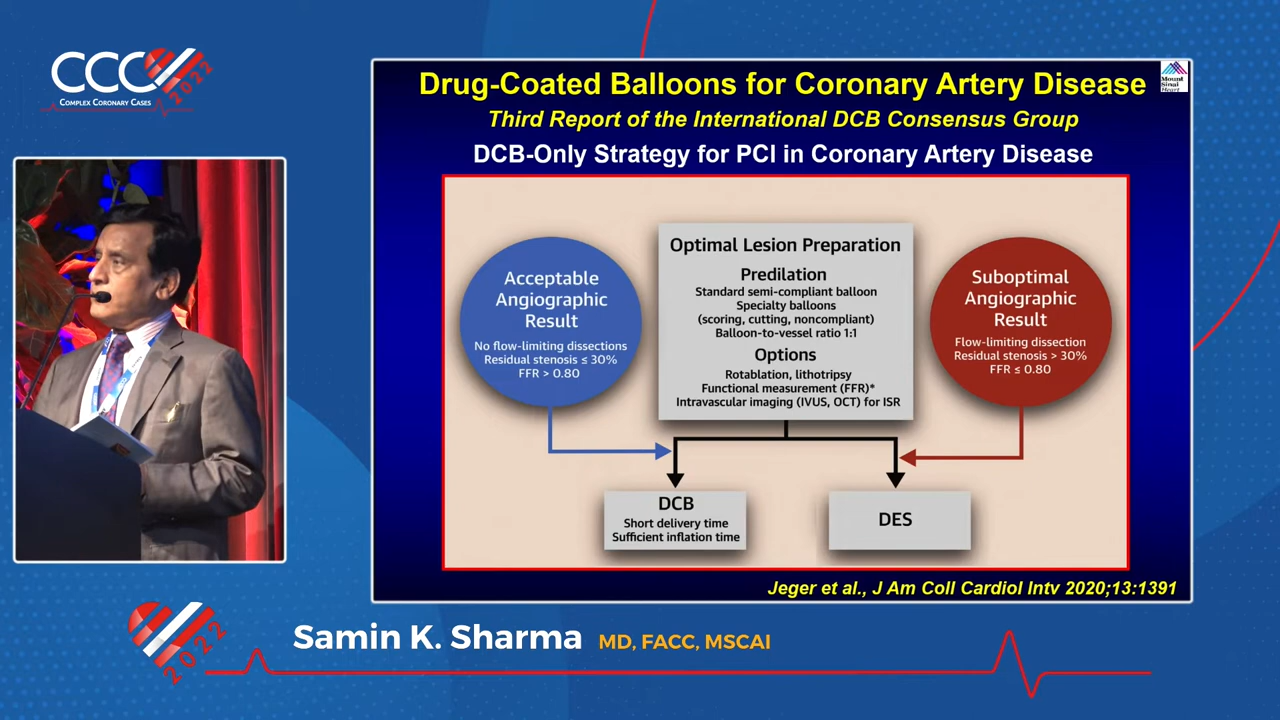 CCC 2022
COMPLEX CORONARY CASES
Drug-Coated Balloons for Coronary Artery Disease
Mount
Sinai
Heart
Third Report of the International DCB Consensus Group
DCB-Only Strategy for PCI in Coronary Artery Disease
Acceptable
Angiographic
Result
No flow-limiting dissections
Residual stenosis ≤ 30%
FFR > 0.80
Optimal Lesion Preparation
Predilation
Standard semi-compliant balloon
Specialty balloons
(scoring, cutting, noncompliant)
Balloon-to-vessel ratio 1:1
Options
Rotablation, lithotripsy
Functional measurement (FFR)*
Intravascular imaging (IVUS, OCT) for ISR
Suboptimal
Angiographic
Result
Flow-limiting dissection
Residual stenosis > 30%
FFR ≤ 0.80
DCB
Short delivery time
Sufficient inflation time
DES
Jeger et al., J Am Coll Cardiol Intv 2020;13:1391
2022
Samin K. Sharma MD, FACC, MSCAI